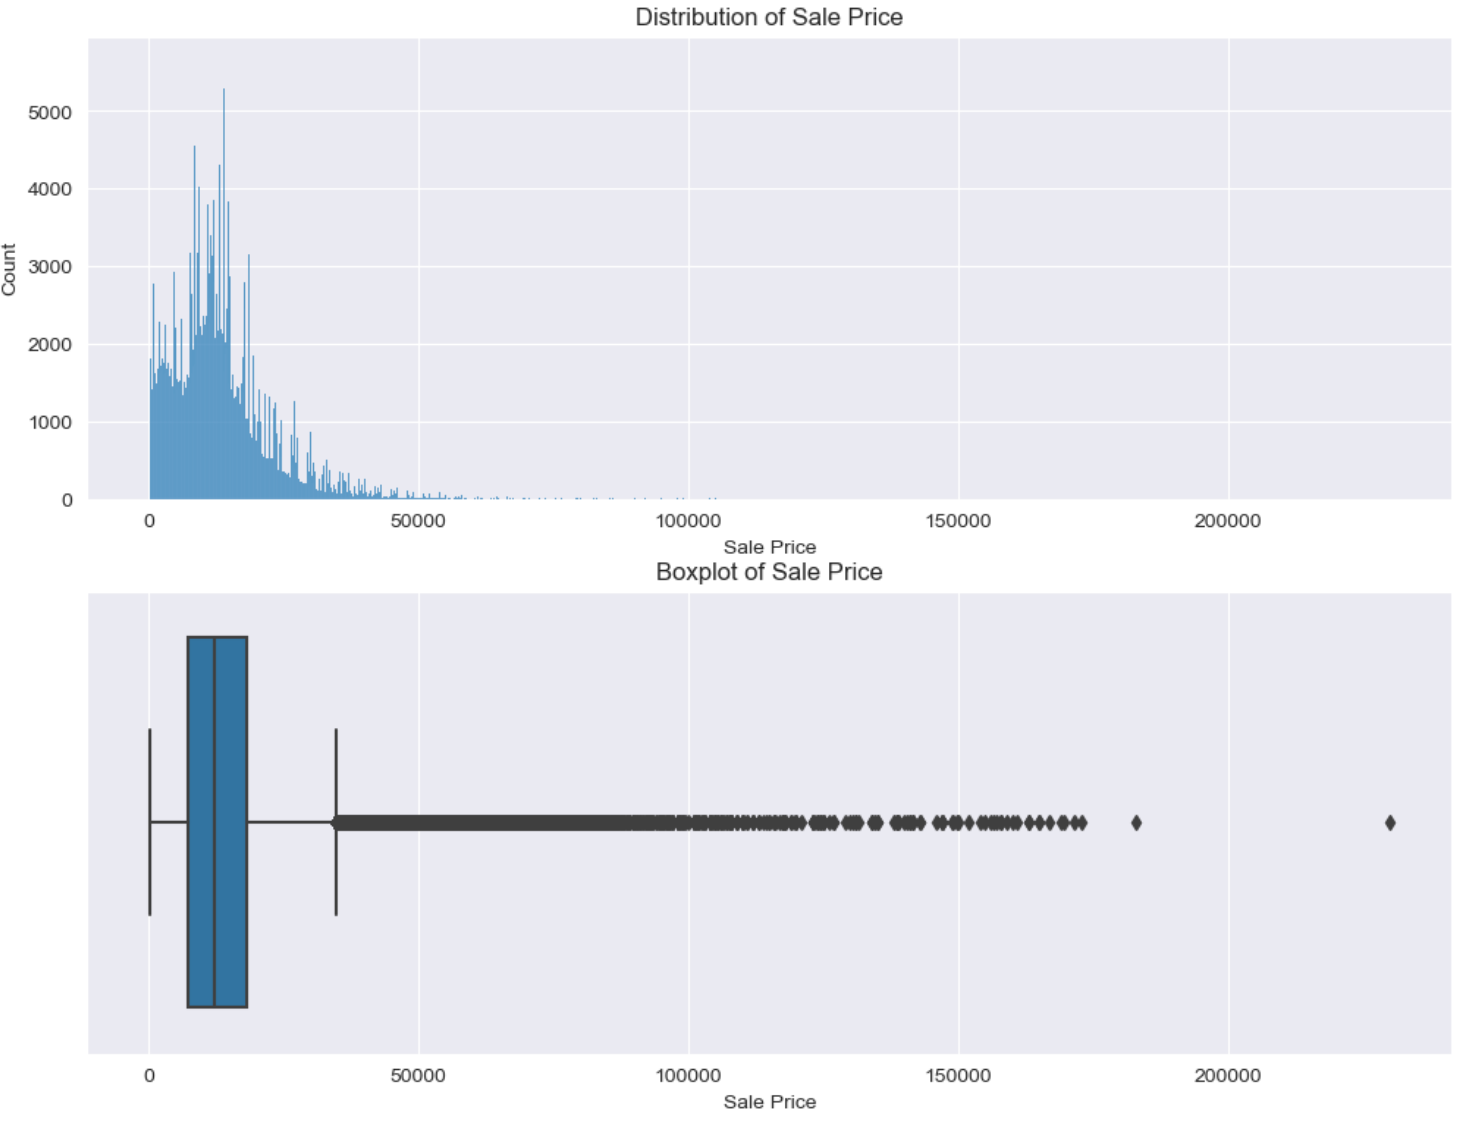 Distribution of Sale Price
5000
4000
3000
2000
1000
0
Count
0 50000 100000 150000 200000
Sale Price
Boxplot of Sale Price
0 50000 100000 150000 200000
Sale Price